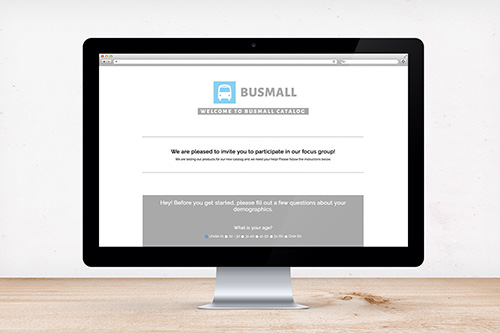 BUSMALL
WELCOME TO BUSMALL CATALOG
We are pleased to invite you to participate in our focus group!
We are testing our products for our new catalog and we need your help! Please follow the instructions below.
Hey! Before you get started, please fill out a few questions about your
demographics.
What is your age?